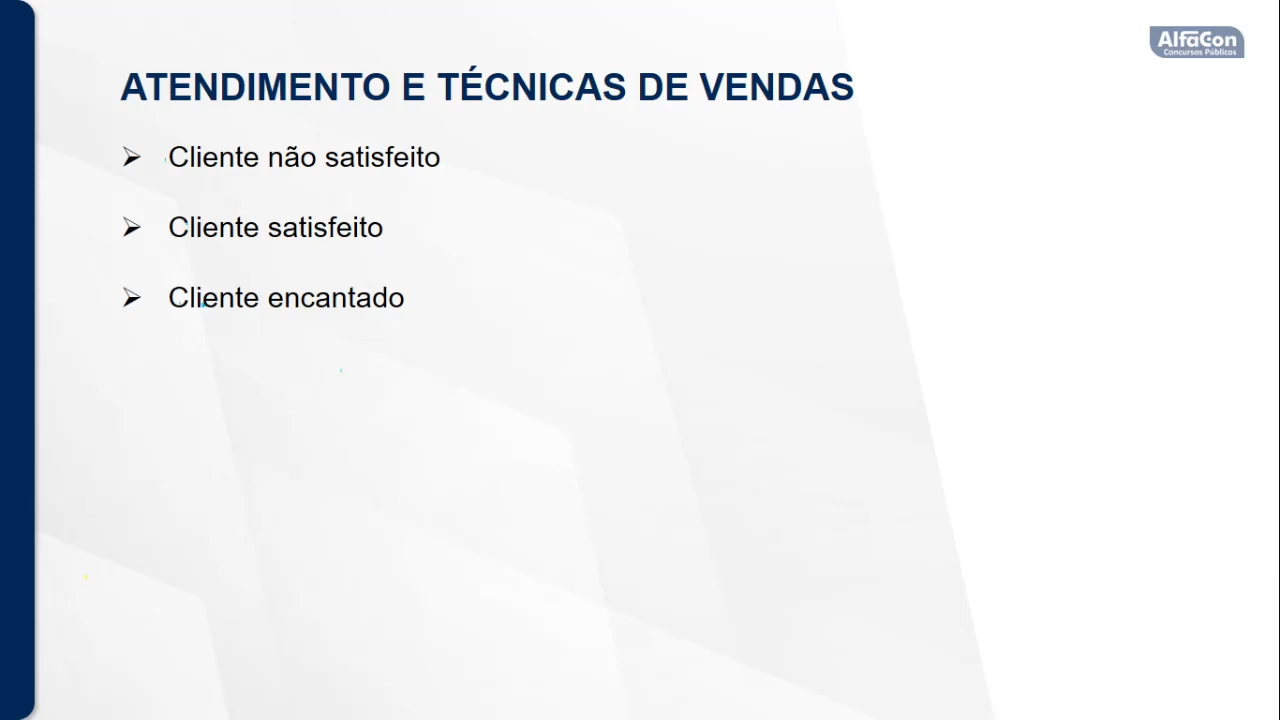 AlfaCon
Concursos Públicos
ATENDIMENTO E TÉCNICAS DE VENDAS
Cliente não satisfeito
Cliente satisfeito
Cliente encantado